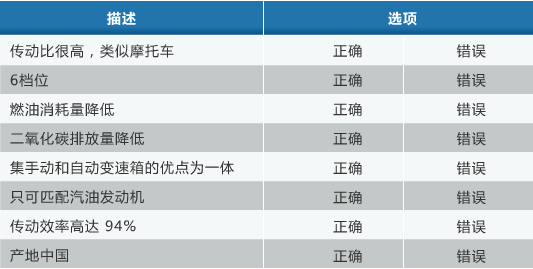 描述 选项
传动比很高，类似摩托车 正确 错误
6档位 正确 错误
燃油消耗量降低 正确 错误
二氧化碳排放量降低 正确 错误
集手动和自动变速箱的优点为一体 正确 错误
只可匹配汽油发动机 正确 错误
传动效率高达 94% 正确 错误
产地中国 正确 错误